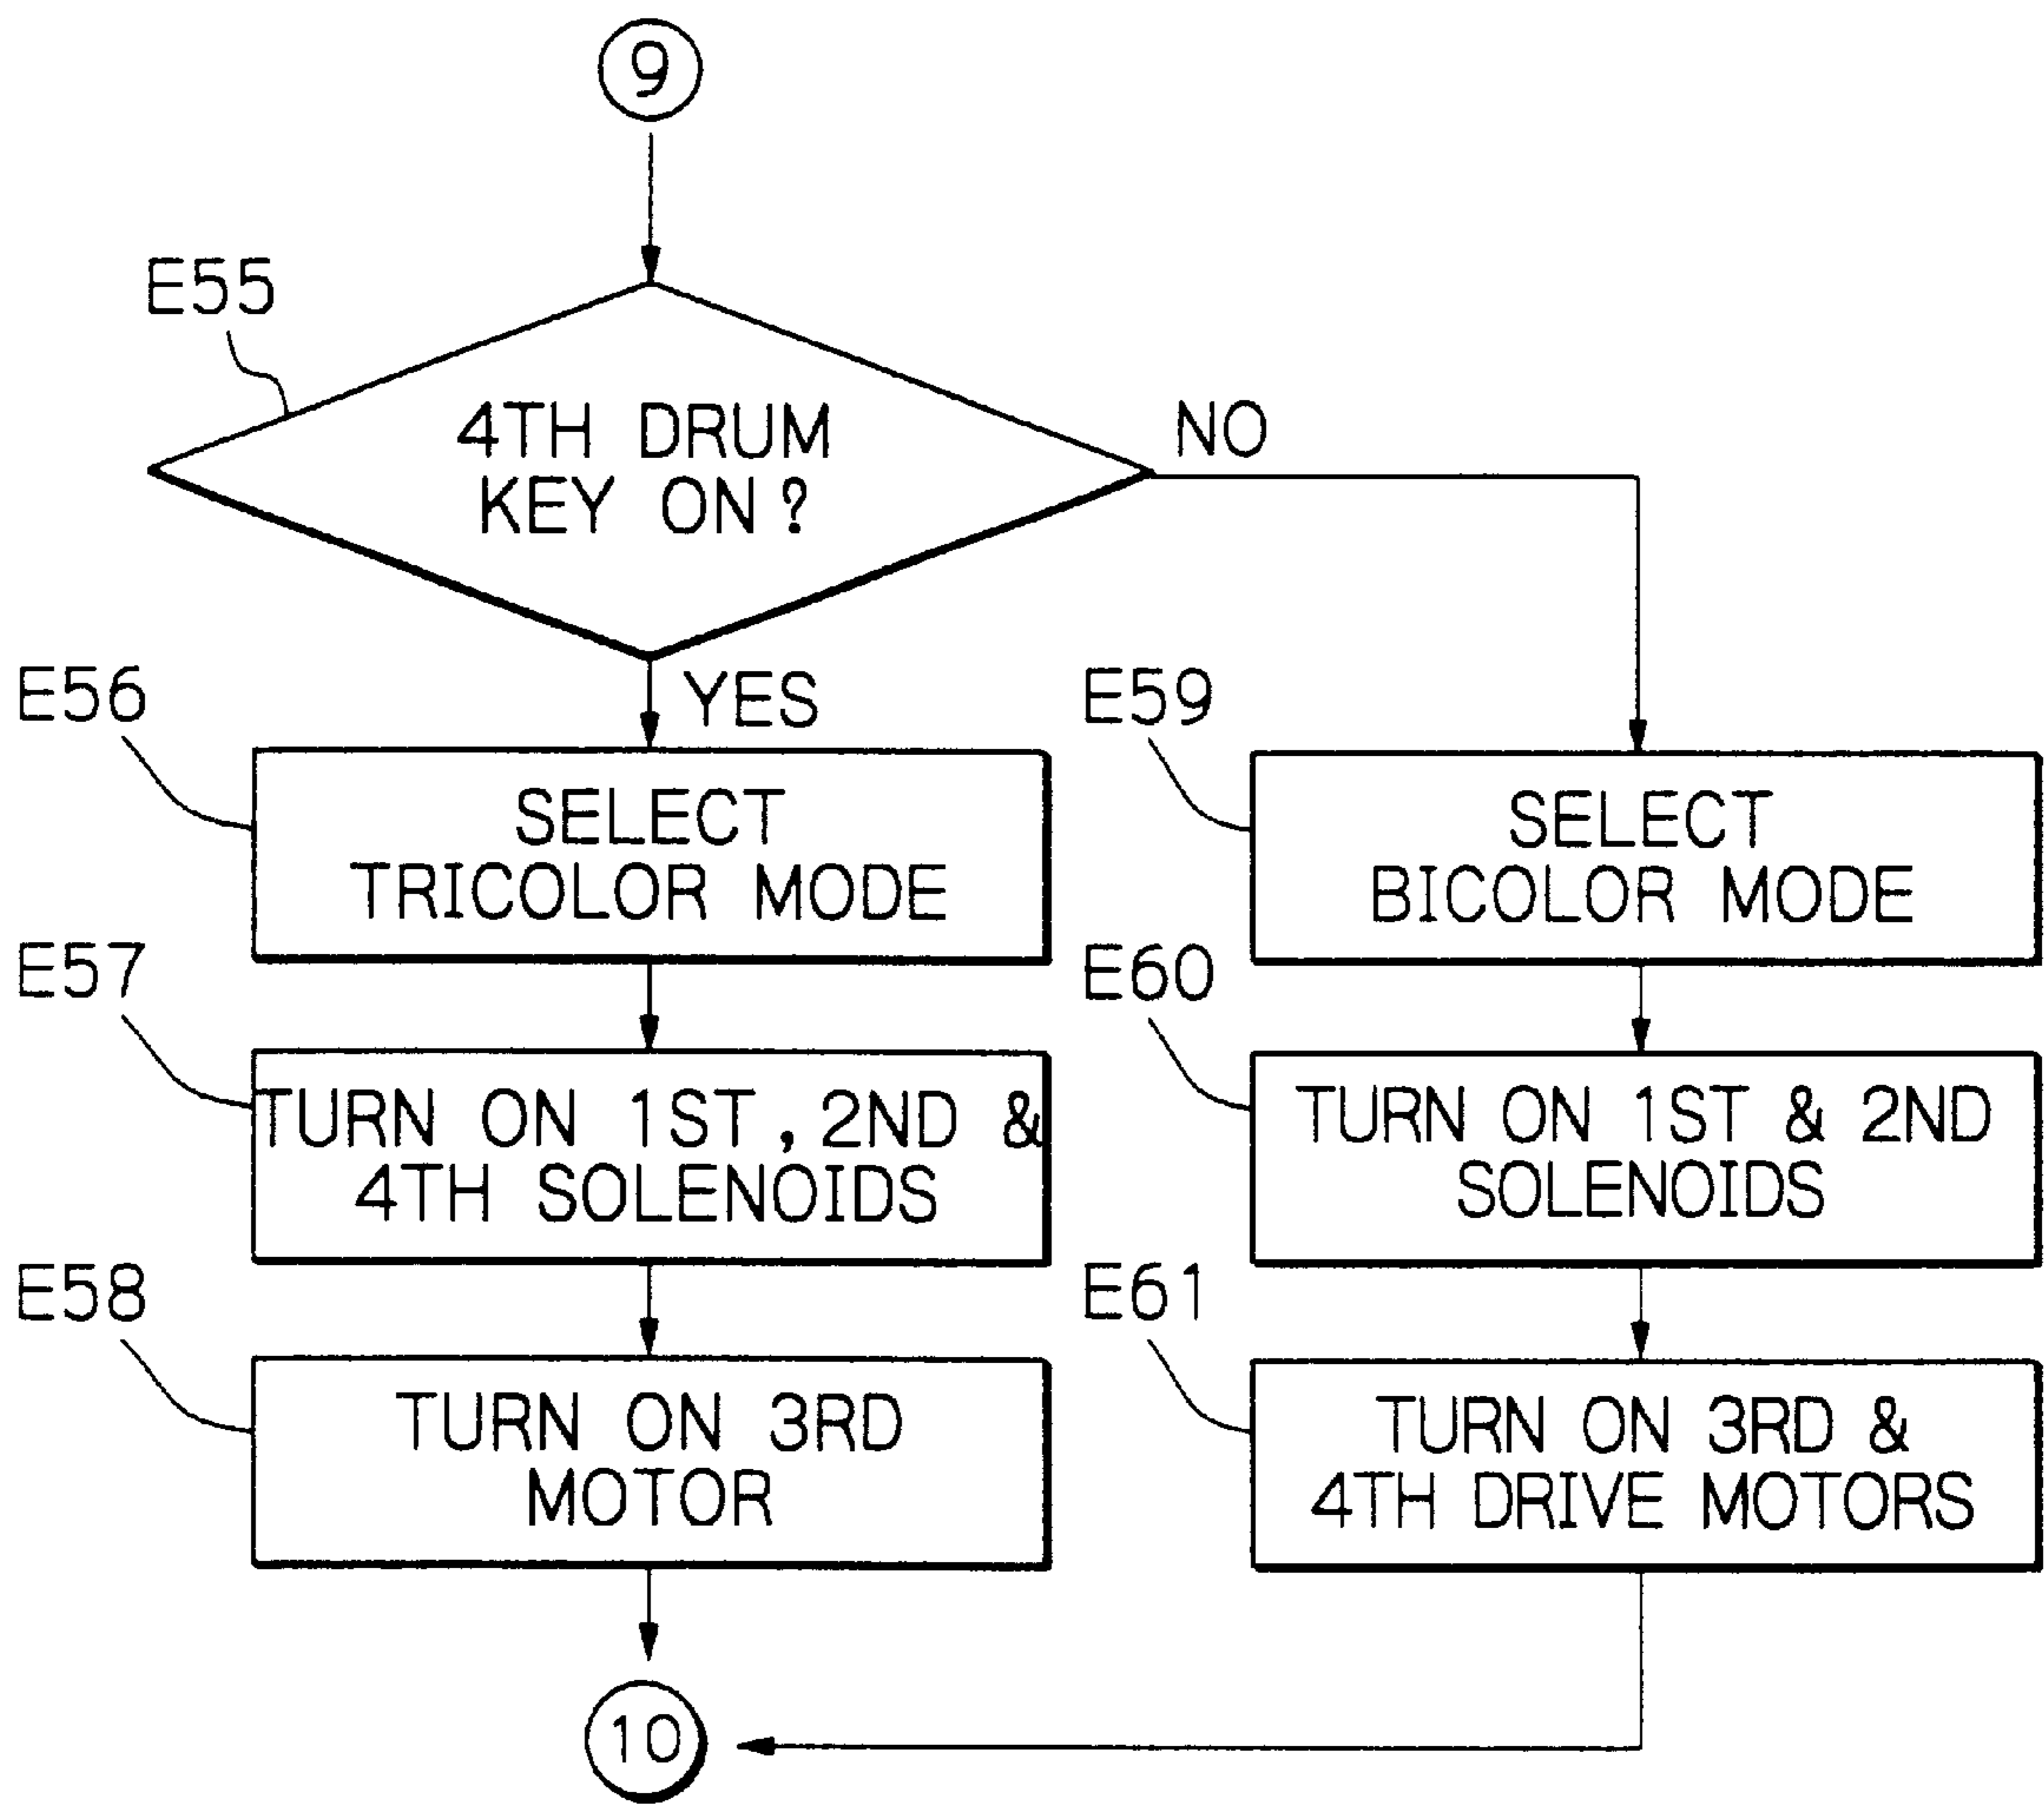 9
E55
4TH DRUM
KEY ON?
NO
YES
E56
SELECT
TRICOLOR MODE
E57
TURN ON 1ST, 2ND &
4TH SOLENOIDS
E58
TURN ON 3RD
MOTOR
E59
SELECT
BICOLOR MODE
E60
TURN ON 1ST & 2ND
SOLENOIDS
E61
TURN ON 3RD &
4TH DRIVE MOTORS
10